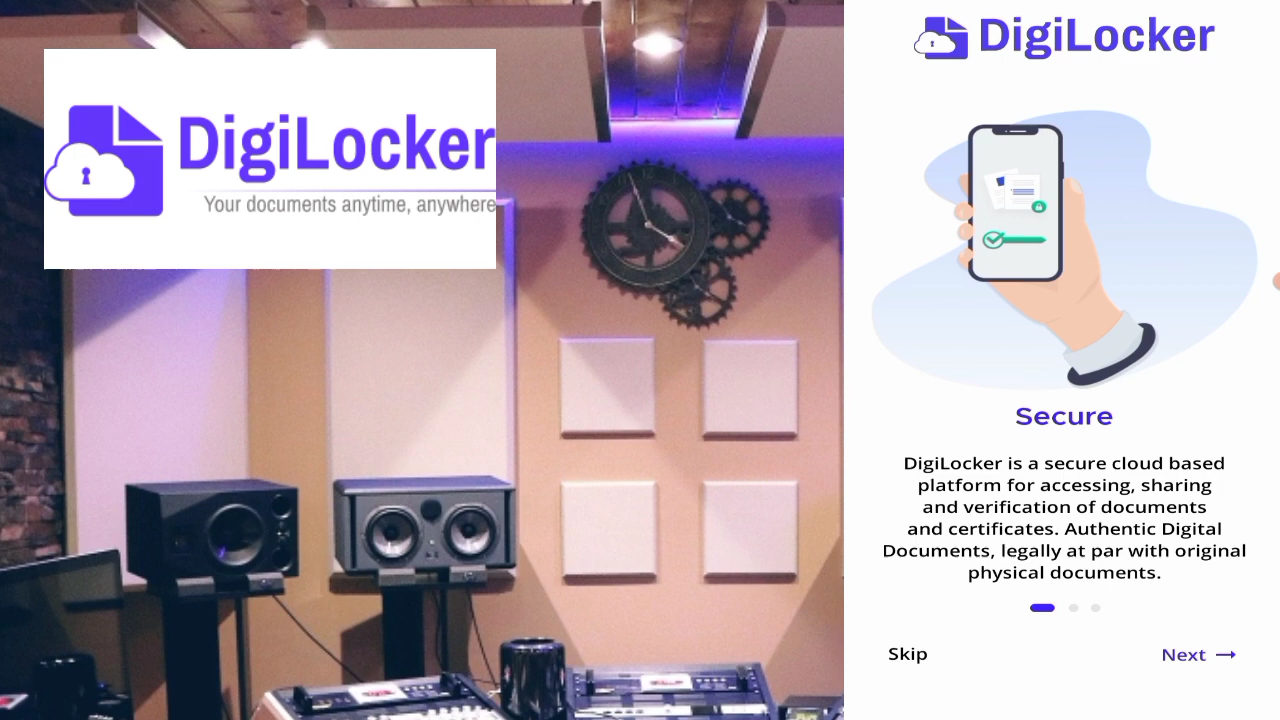 DigiLocker
Your documents anytime, anywhere
DigiLocker
Secure
DigiLocker is a secure cloud based
platform for accessing, sharing
and verification of documents
and certificates. Authentic Digital
Documents, legally at par with original
physical documents.
Skip
Next →